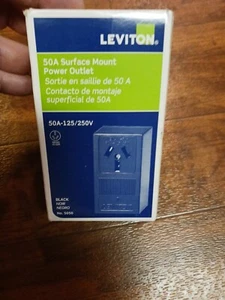 LEVITON®
50A Surface Mount
Power Outlet
Sortie en saillie de 50 A
Contacto de montaje
superficial de 50A
50A-125/250V
BLACK
NOIR
NEGRO